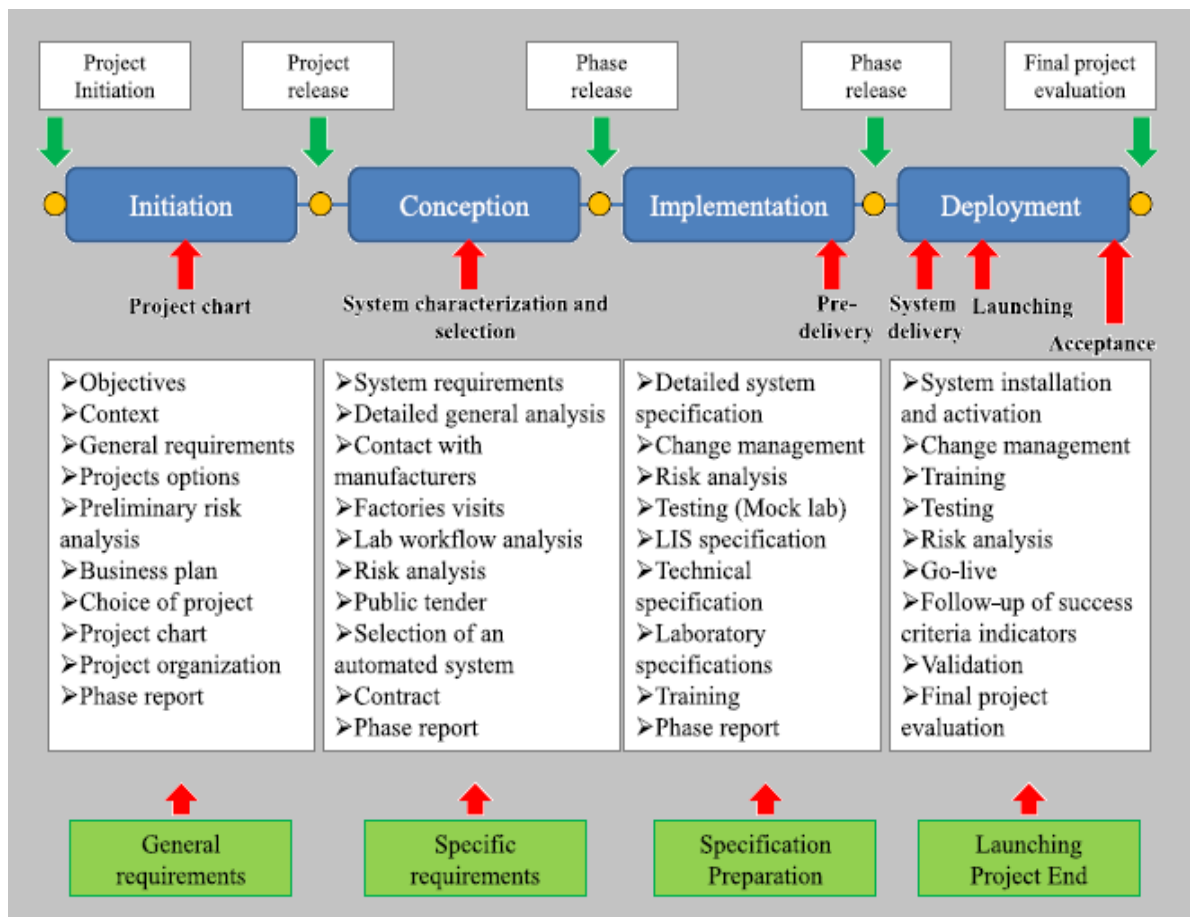 Project
Initiation
Project
release
Phase
release
Phase
release
Final project
evaluation
Initiation
Conception
Implementation
Deployment
Project chart
System characterization and
selection
Pre-
delivery
System
delivery
Launching
Acceptance
➢Objectives
➢Context
➢General requirements
➢Projects options
➢Preliminary risk
analysis
➢Business plan
➢Choice of project
➢Project chart
➢Project organization
➢Phase report
➢System requirements
➢Detailed general analysis
➢Contact with
manufacturers
➢Factories visits
➢Lab workflow analysis
➢Risk analysis
➢Public tender
➢Selection of an
automated system
➢Contract
➢Phase report
➢Detailed system
specification
➢Change management
➢Risk analysis
➢Testing (Mock lab)
➢LIS specification
➢Technical
specification
➢Laboratory
specifications
➢Training
➢Phase report
➢System installation
and activation
➢Change management
➢Training
➢Testing
➢Risk analysis
➢Go-live
➢Follow-up of success
criteria indicators
➢Validation
➢Final project
evaluation
General
requirements
Specific
requirements
Specification
Preparation
Launching
Project End